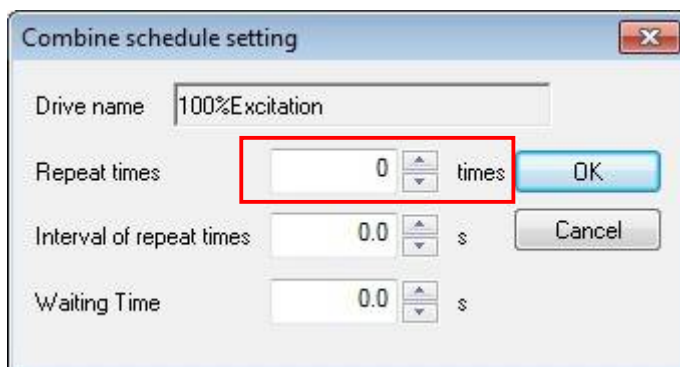 Combine schedule setting
Drive name 100%Excitation
Repeat times 0 times OK
Interval of repeat times 0.0 s Cancel
Waiting Time 0.0 s